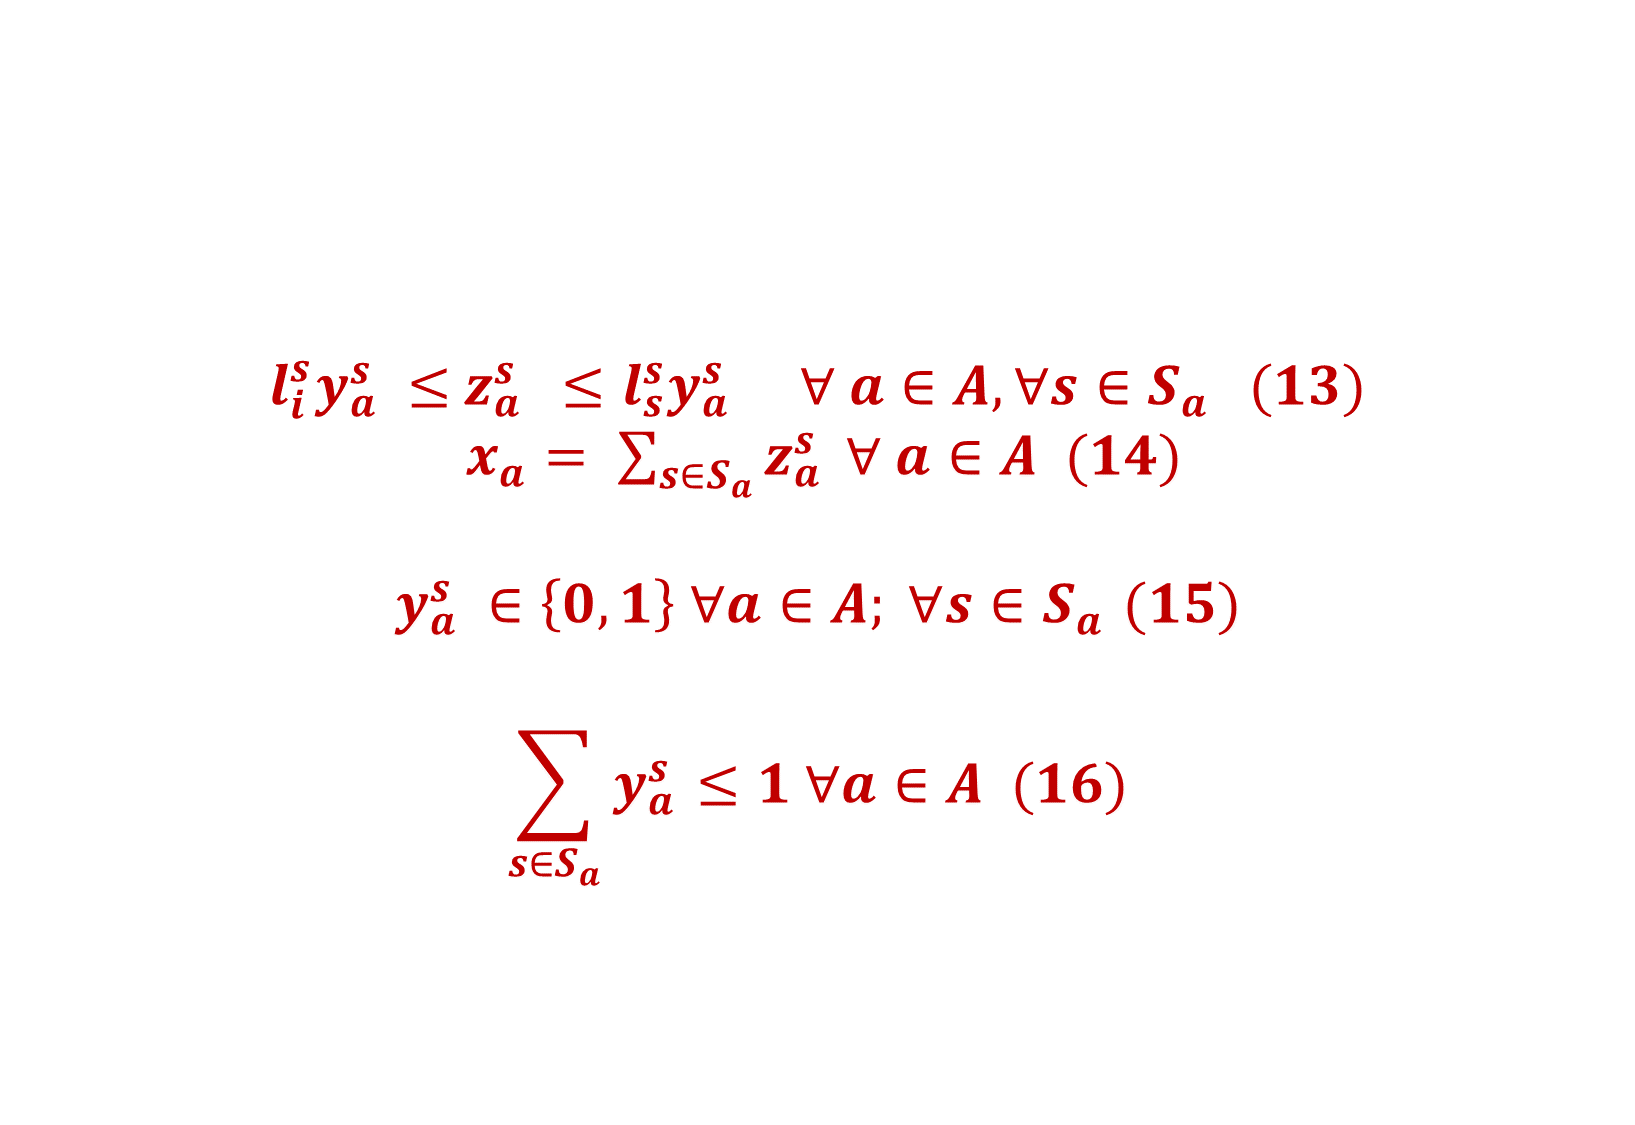 l_i^s y_a^s ≤ z_a^s ≤ l_s^s y_a^s ∀ a ∈ A, ∀s ∈ S_a (13)
x_a = ∑_{s∈S_a} z_a^s ∀ a ∈ A (14)
y_a^s ∈ {0, 1} ∀a ∈ A; ∀s ∈ S_a (15)
∑_{s∈S_a} y_a^s ≤ 1 ∀a ∈ A (16)